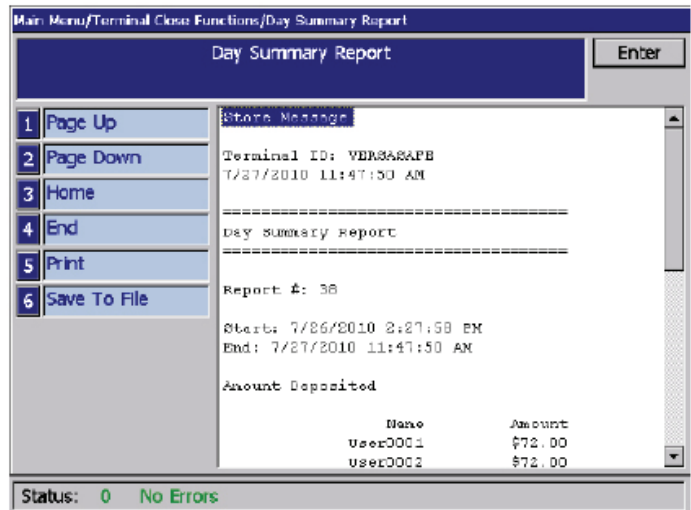 Main Menu/Terminal Close Functions/Day Summary Report
Day Summary Report
Enter
1 Page Up
2 Page Down
3 Home
4 End
5 Print
6 Save To File
Store Message
Terminal ID: VERSASAFE
7/27/2010 11:47:50 AM
===================================
Day Summary Report
===================================
Report #: 38
Start: 7/26/2010 2:27:58 PM
End: 7/27/2010 11:47:50 AM
Amount Deposited
Name Amount
User0001 $72.00
User0002 $72.00
Status: 0 No Errors